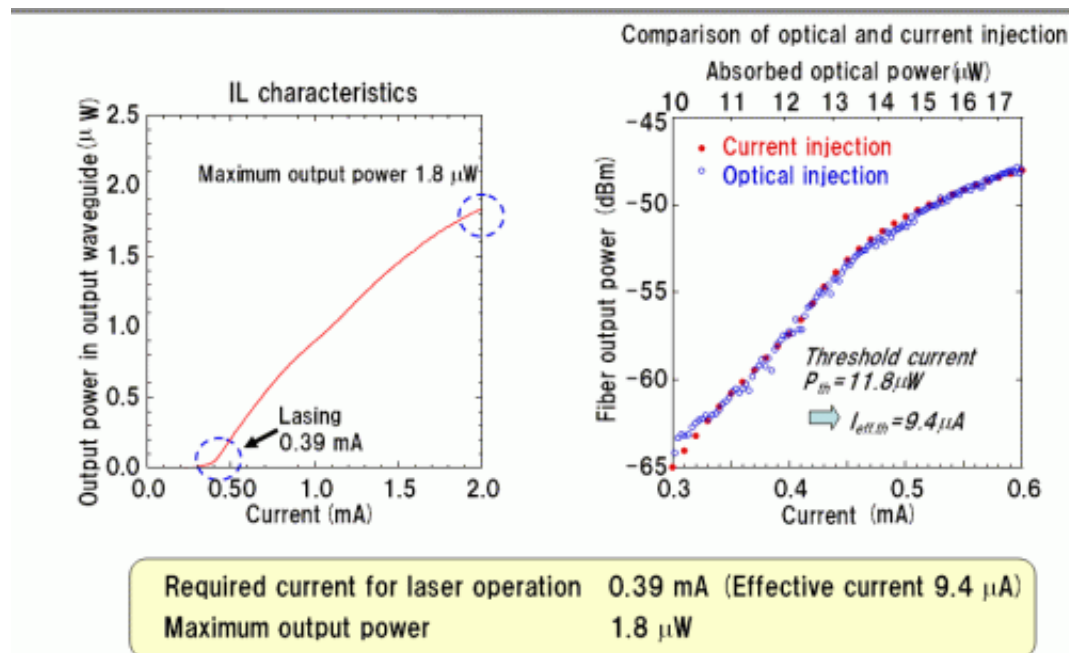 IL characteristics
Output power in output waveguide (μW)
2.5
2.0
1.5
1.0
0.5
0.0
Maximum output power 1.8 μW
Lasing
0.39 mA
0.0 0.50 1.0 1.5 2.0
Current (mA)
Comparison of optical and current injection
Absorbed optical power(μW)
10 11 12 13 14 15 16 17
Fiber output power (dBm)
-45
-50
-55
-60
-65
Current injection
Optical injection
Threshold current
Pth=11.8μW
Ieff.th=9.4μA
0.3 0.4 0.5 0.6
Current (mA)
Required current for laser operation 0.39 mA (Effective current 9.4 μA)
Maximum output power 1.8 μW